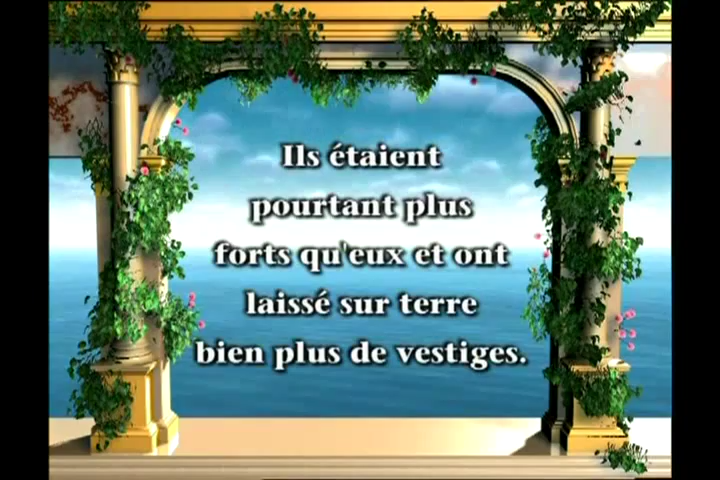 Ils étaient
pourtant plus
forts qu'eux et ont
laissé sur terre
bien plus de vestiges.